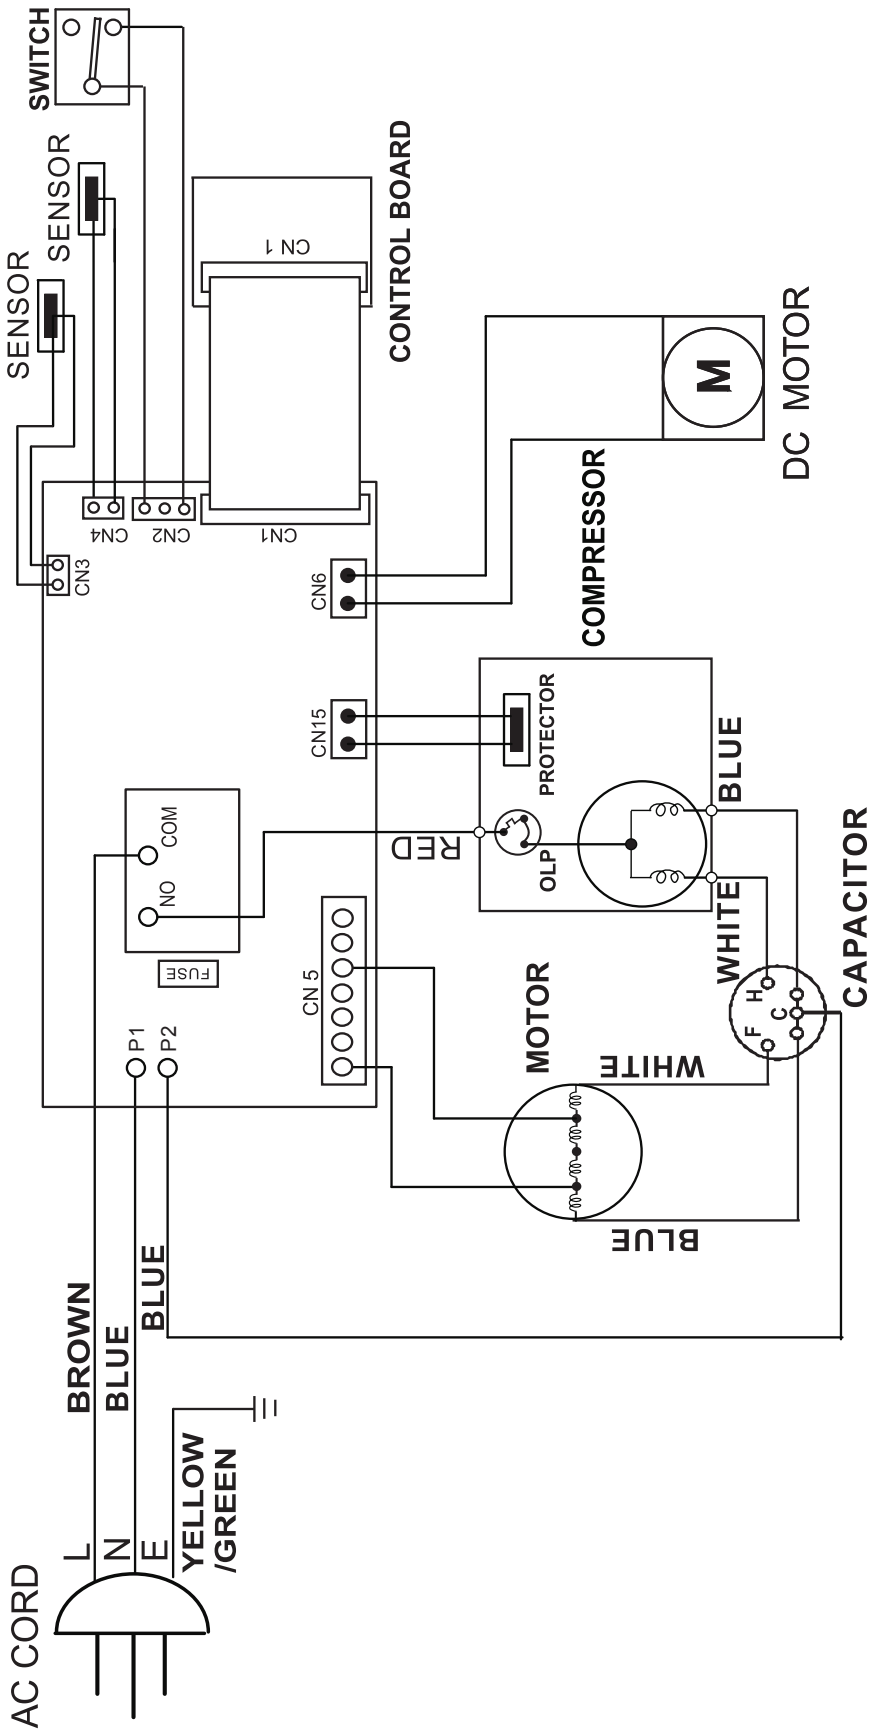 AC CORD
L
N
E
BROWN
BLUE
BLUE
YELLOW
/GREEN
P1
P2
FUSE
NO
COM
CN 5
CN15
CN6
CN3
CN4
CN2
CN1
CN 1
SENSOR
SENSOR
SWITCH
CONTROL BOARD
RED
OLP
PROTECTOR
COMPRESSOR
DC MOTOR
M
MOTOR
WHITE
BLUE
WHITE
BLUE
F
H
C
CAPACITOR